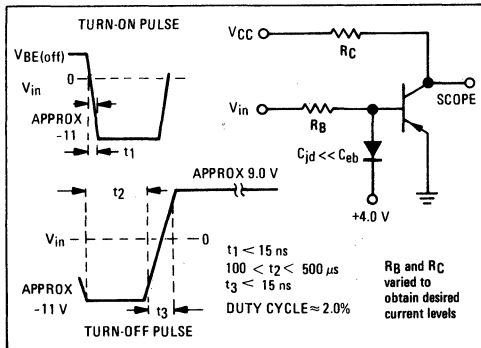 TURN-ON PULSE
VBE(off)
0
Vin
APPROX
-11
t1
VCC
RC
SCOPE
Vin
RB
Cjd << Ceb
+4.0 V
t2
APPROX 9.0 V
Vin
0
APPROX
-11 V
t3
TURN-OFF PULSE
t1 < 15 ns
100 < t2 < 500 μs
t3 < 15 ns
DUTY CYCLE ≈ 2.0%
RB and RC
varied to
obtain desired
current levels